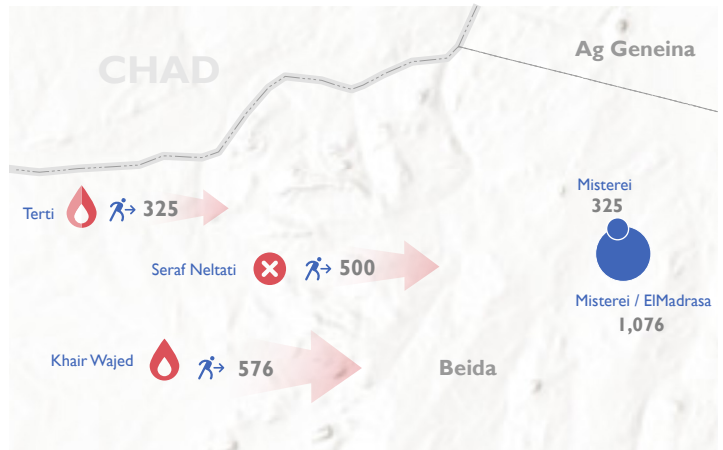 CHAD
Ag Geneina
Misterei
325
Terti
325
Seraf Neltati
500
Misterei / ElMadrasa
1,076
Khair Wajed
576
Beida